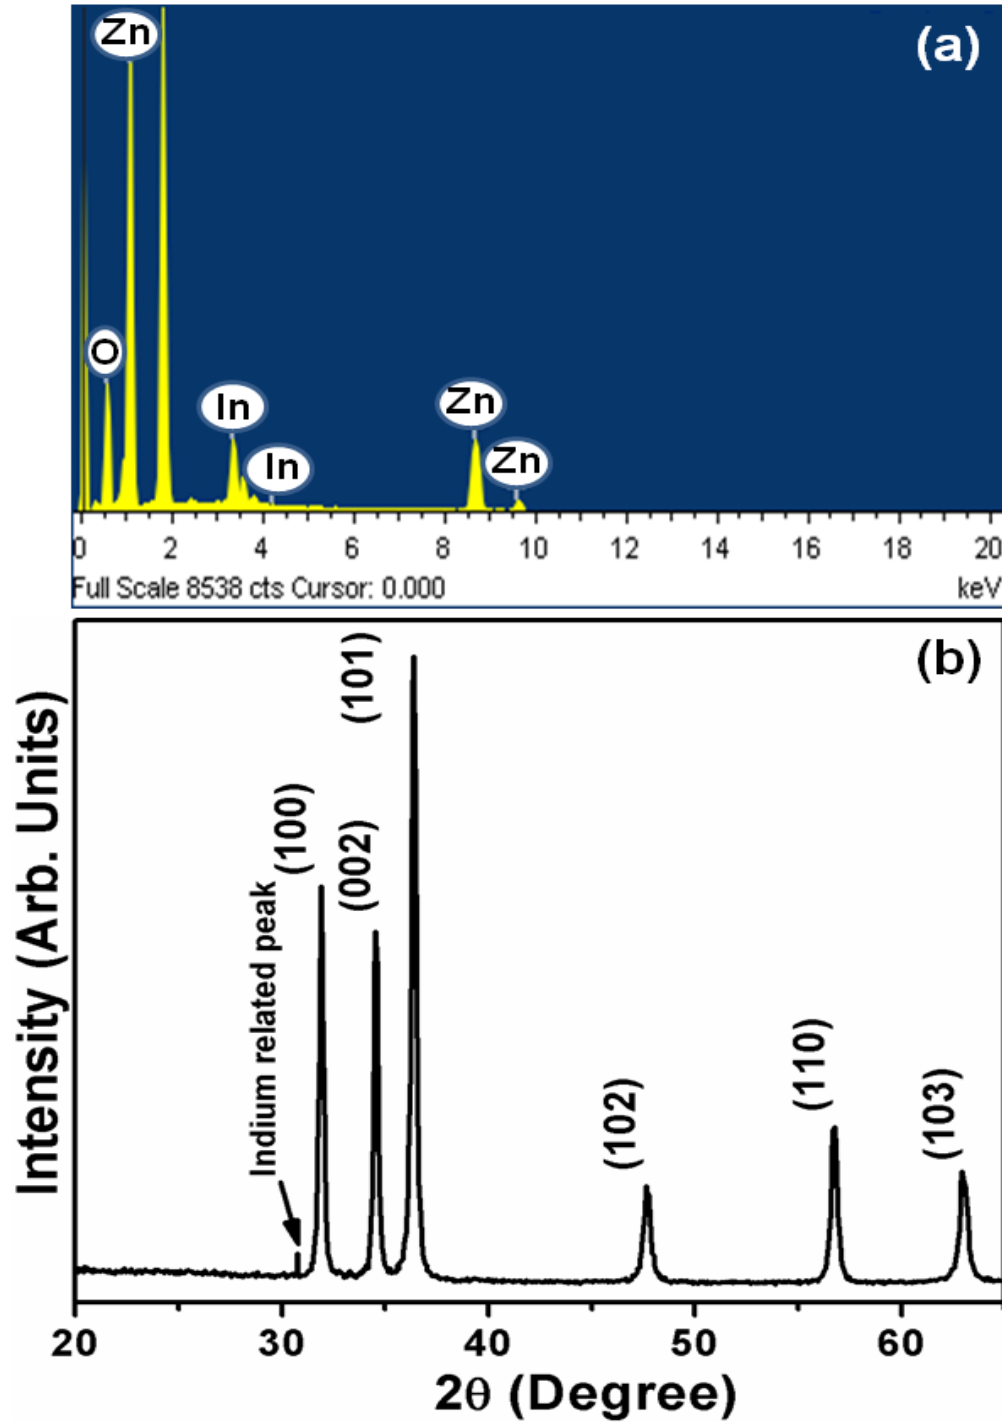 (a)
Zn
O
In
In
Zn
Zn
0 2 4 6 8 10 12 14 16 18 20
Full Scale 8538 cts Cursor: 0.000 keV
(b)
Intensity (Arb. Units)
Indium related peak
(100)
(002)
(101)
(102)
(110)
(103)
20 30 40 50 60
2θ (Degree)